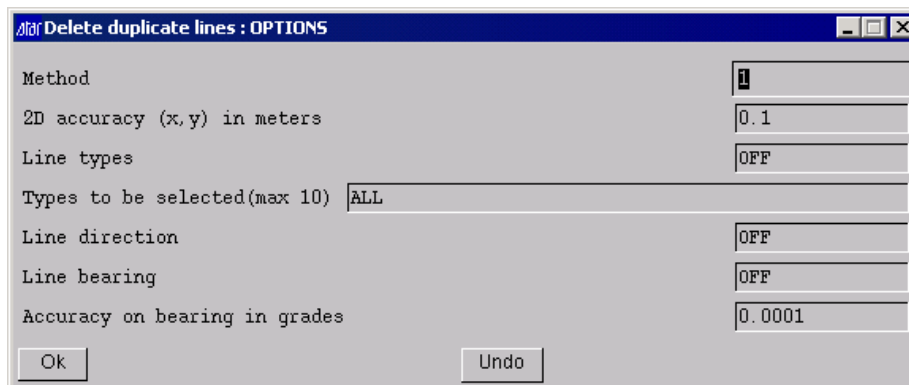 atar Delete duplicate lines : OPTIONS
Method 1
2D accuracy (x,y) in meters 0.1
Line types OFF
Types to be selected(max 10) ALL
Line direction OFF
Line bearing OFF
Accuracy on bearing in grades 0.0001
Ok Undo